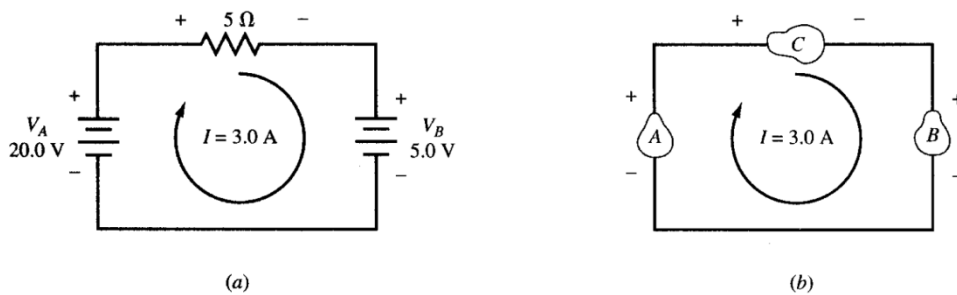 + 5 Ω −
+ −
C
+
V_A
20.0 V
−
I = 3.0 A
+
V_B
5.0 V
−
+
A
−
I = 3.0 A
+
B
−
(a)
(b)